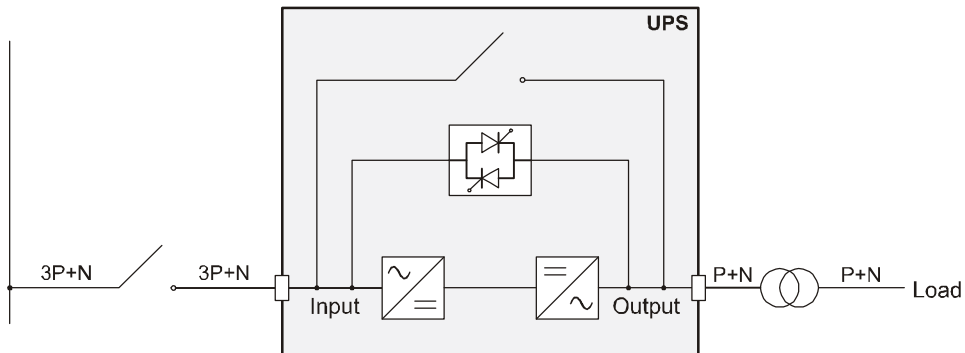 UPS
3P+N
3P+N
Input
Output
P+N
P+N
Load